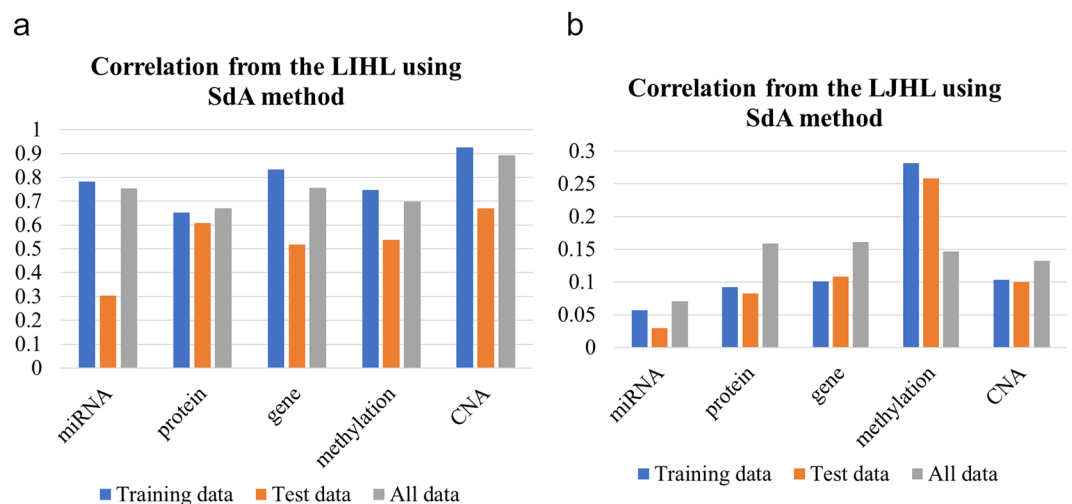 a
Correlation from the LIHL using
SdA method
1
0.9
0.8
0.7
0.6
0.5
0.4
0.3
0.2
0.1
0
miRNA
protein
gene
methylation
CNA
Training data
Test data
All data
b
Correlation from the LJHL using
SdA method
0.3
0.25
0.2
0.15
0.1
0.05
0
miRNA
protein
gene
methylation
CNA
Training data
Test data
All data